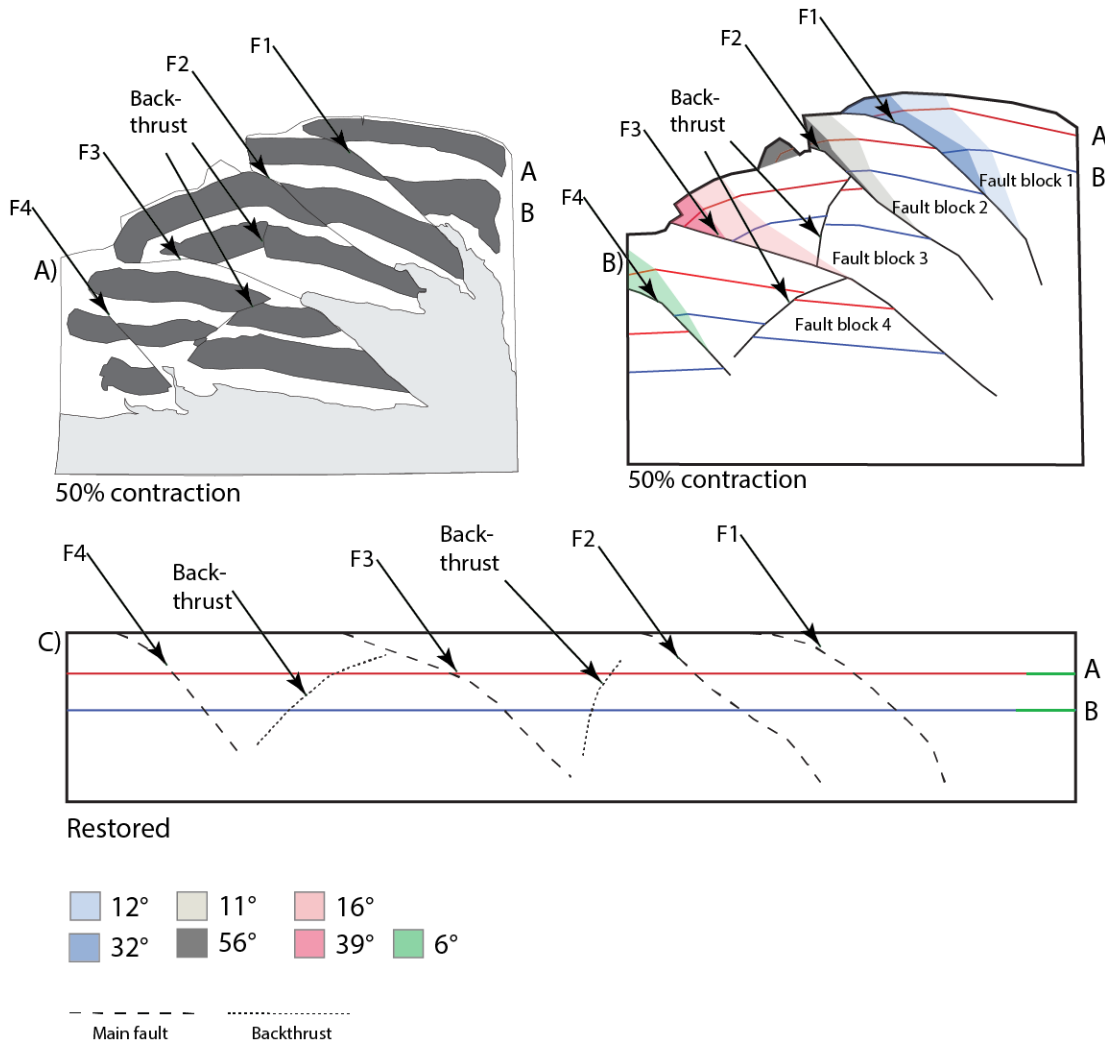 F1
F2
Back-
thrust
F3
F4
A
B
A)
50% contraction
F1
F2
Back-
thrust
F3
F4
A
B
Fault block 1
Fault block 2
Fault block 3
Fault block 4
B)
50% contraction
F4
Back-
thrust
F3
Back-
thrust
F2
F1
C)
A
B
Restored
12° 11° 16°
32° 56° 39° 6°
Main fault Backthrust